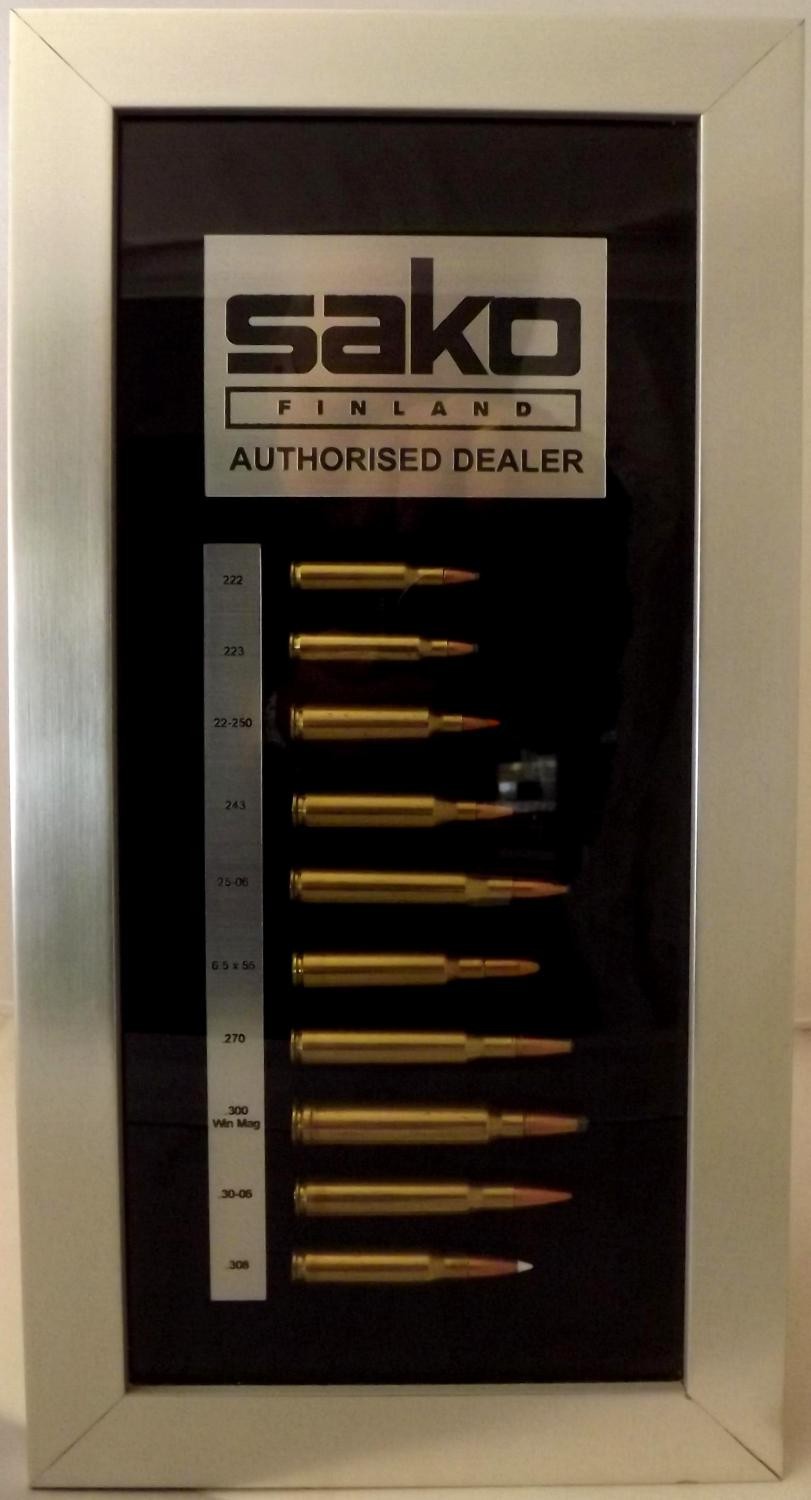 sako
FINLAND
AUTHORISED DEALER
222
223
22-250
243
25-06
6.5 x 55
.270
.300
Win Mag
.30-06
.308